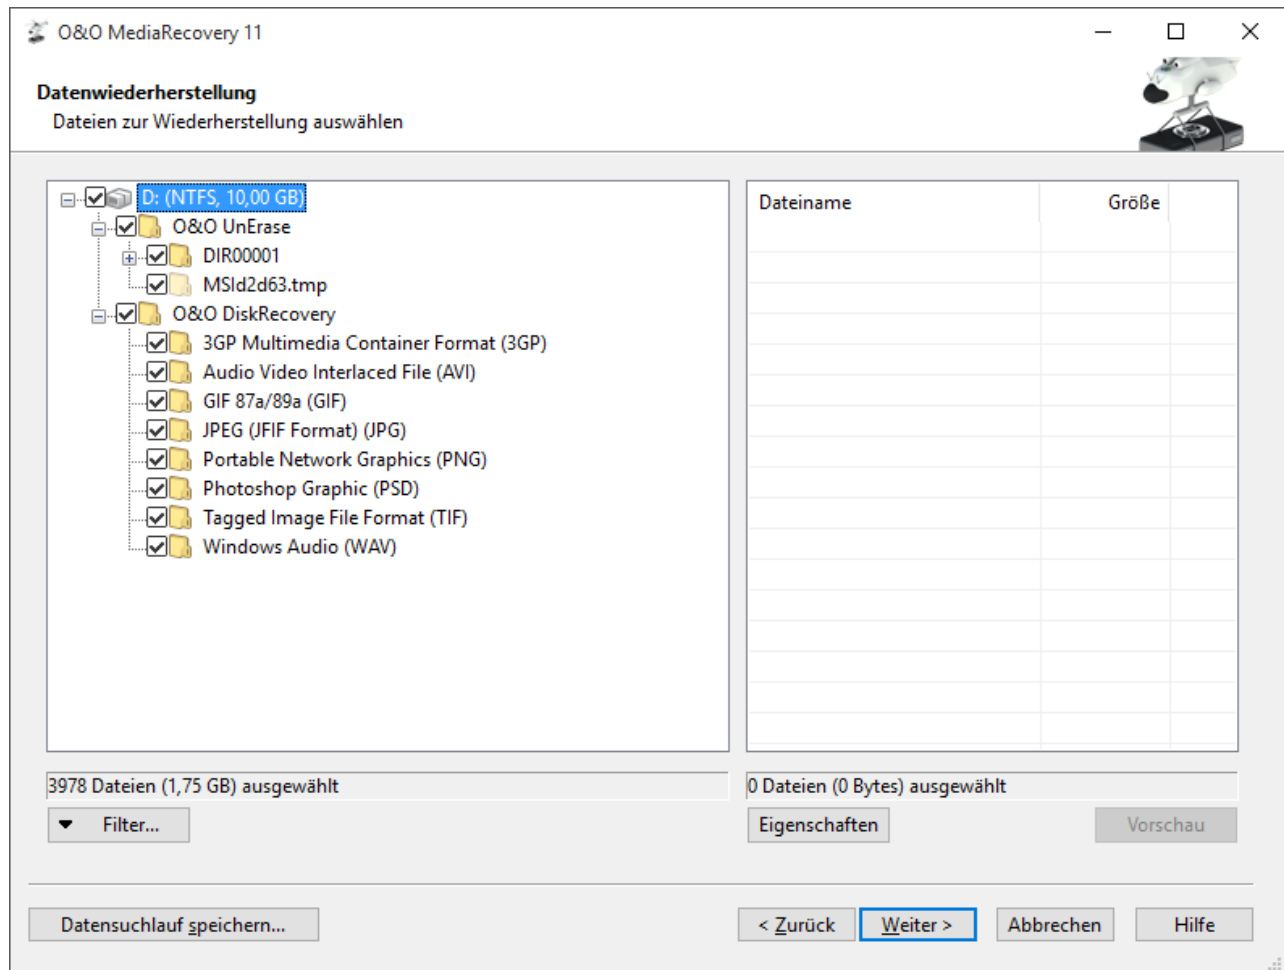 O&O MediaRecovery 11
Datenwiederherstellung
Dateien zur Wiederherstellung auswählen
D: (NTFS, 10,00 GB)
O&O UnErase
DIR00001
MSId2d63.tmp
O&O DiskRecovery
3GP Multimedia Container Format (3GP)
Audio Video Interlaced File (AVI)
GIF 87a/89a (GIF)
JPEG (JFIF Format) (JPG)
Portable Network Graphics (PNG)
Photoshop Graphic (PSD)
Tagged Image File Format (TIF)
Windows Audio (WAV)
Dateiname Größe
3978 Dateien (1,75 GB) ausgewählt
0 Dateien (0 Bytes) ausgewählt
Filter...
Eigenschaften
Vorschau
Datensuchlauf speichern...
< Zurück
Weiter >
Abbrechen
Hilfe